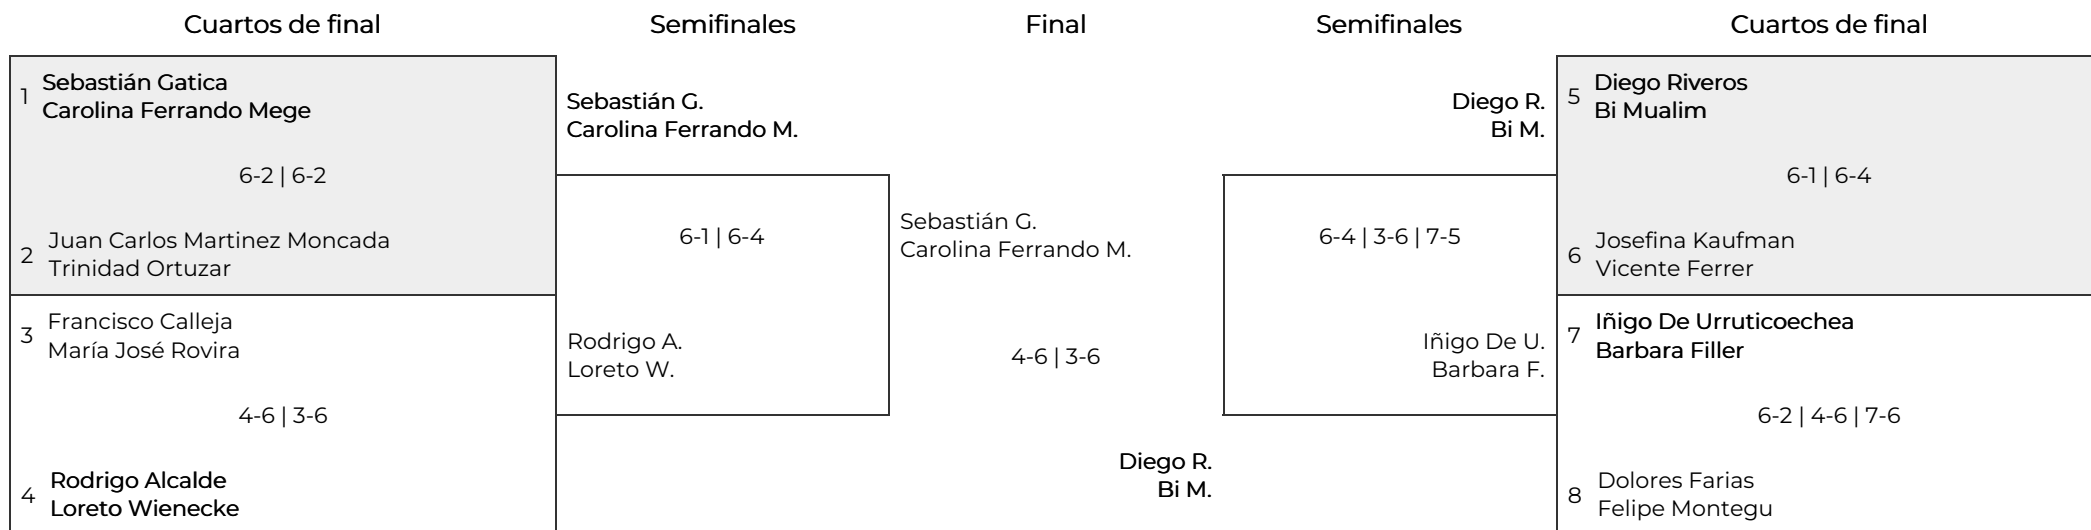 Cuartos de final
Semifinales
Final
Semifinales
Cuartos de final
1
Sebastián Gatica
Carolina Ferrando Mege
6-2 | 6-2
2
Juan Carlos Martinez Moncada
Trinidad Ortuzar
3
Francisco Calleja
María José Rovira
4-6 | 3-6
4
Rodrigo Alcalde
Loreto Wienecke
Sebastián G.
Carolina Ferrando M.
6-1 | 6-4
Rodrigo A.
Loreto W.
Sebastián G.
Carolina Ferrando M.
4-6 | 3-6
Diego R.
Bi M.
Diego R.
Bi M.
6-4 | 3-6 | 7-5
Iñigo De U.
Barbara F.
5
Diego Riveros
Bi Mualim
6-1 | 6-4
6
Josefina Kaufman
Vicente Ferrer
7
Iñigo De Urruticoechea
Barbara Filler
6-2 | 4-6 | 7-6
8
Dolores Farias
Felipe Montegu